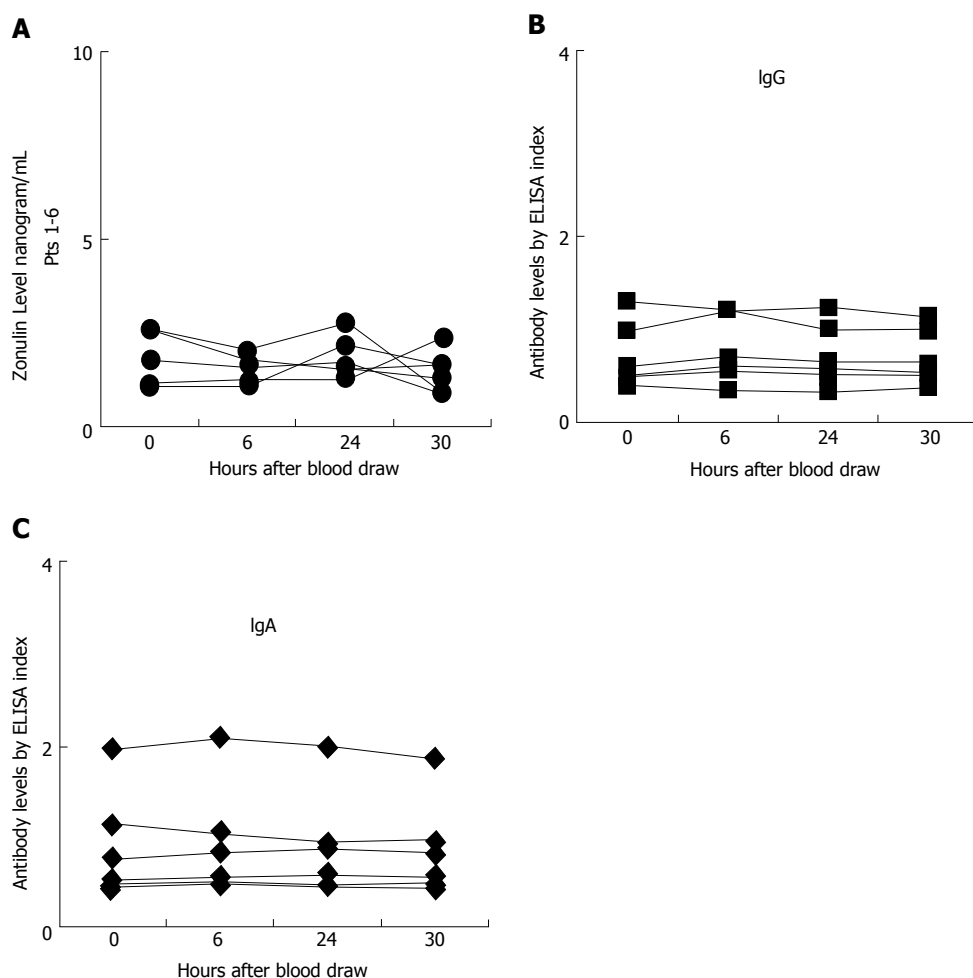 A
10
5
0
Zonulin Level nanogram/mL
Pts 1-6
0 6 24 30
Hours after blood draw
B
4
2
0
IgG
Antibody levels by ELISA index
0 6 24 30
Hours after blood draw
C
4
2
0
IgA
Antibody levels by ELISA index
0 6 24 30
Hours after blood draw